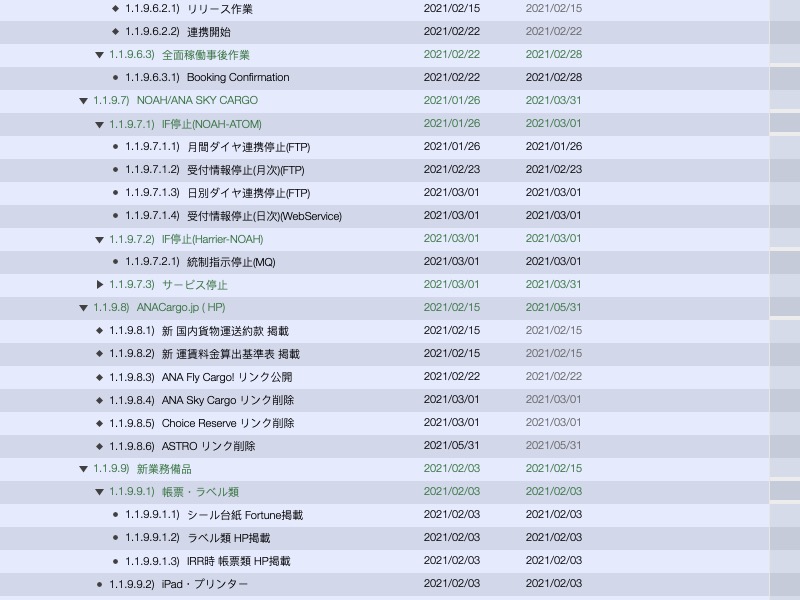 1.1.9.6.2.1) リリース作業 2021/02/15 2021/02/15
1.1.9.6.2.2) 連携開始 2021/02/22 2021/02/22
1.1.9.6.3) 全面稼働事後作業 2021/02/22 2021/02/28
1.1.9.6.3.1) Booking Confirmation 2021/02/22 2021/02/28
1.1.9.7) NOAH/ANA SKY CARGO 2021/01/26 2021/03/31
1.1.9.7.1) IF停止(NOAH-ATOM) 2021/01/26 2021/03/01
1.1.9.7.1.1) 月間ダイヤ連携停止(FTP) 2021/01/26 2021/01/26
1.1.9.7.1.2) 受付情報停止(月次)(FTP) 2021/02/23 2021/02/23
1.1.9.7.1.3) 日別ダイヤ連携停止(FTP) 2021/03/01 2021/03/01
1.1.9.7.1.4) 受付情報停止(日次)(WebService) 2021/03/01 2021/03/01
1.1.9.7.2) IF停止(Harrier-NOAH) 2021/03/01 2021/03/01
1.1.9.7.2.1) 統制指示停止(MQ) 2021/03/01 2021/03/01
1.1.9.7.3) サービス停止 2021/03/01 2021/03/31
1.1.9.8) ANACargo.jp ( HP) 2021/02/15 2021/05/31
1.1.9.8.1) 新 国内貨物運送約款 掲載 2021/02/15 2021/02/15
1.1.9.8.2) 新 運賃料金算出基準表 掲載 2021/02/15 2021/02/15
1.1.9.8.3) ANA Fly Cargo! リンク公開 2021/02/22 2021/02/22
1.1.9.8.4) ANA Sky Cargo リンク削除 2021/03/01 2021/03/01
1.1.9.8.5) Choice Reserve リンク削除 2021/03/01 2021/03/01
1.1.9.8.6) ASTRO リンク削除 2021/05/31 2021/05/31
1.1.9.9) 新業務備品 2021/02/03 2021/02/15
1.1.9.9.1) 帳票・ラベル類 2021/02/03 2021/02/03
1.1.9.9.1.1) シール台紙 Fortune掲載 2021/02/03 2021/02/03
1.1.9.9.1.2) ラベル類 HP掲載 2021/02/03 2021/02/03
1.1.9.9.1.3) IRR時 帳票類 HP掲載 2021/02/03 2021/02/03
1.1.9.9.2) iPad・プリンター 2021/02/03 2021/02/03